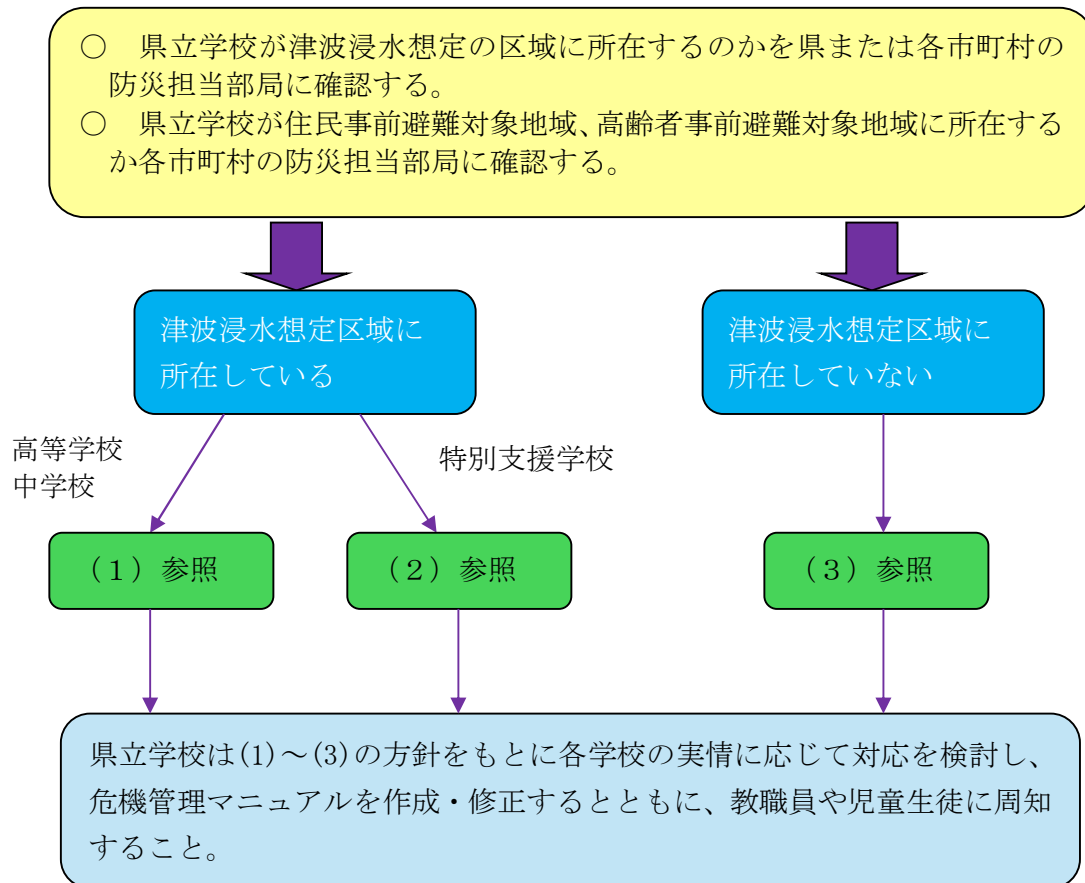 ○　県立学校が津波浸水想定の区域に所在するのかを県または各市町村の
防災担当部局に確認する。
○　県立学校が住民事前避難対象地域、高齢者事前避難対象地域に所在する
か各市町村の防災担当部局に確認する。
津波浸水想定区域に
所在している
津波浸水想定区域に
所在していない
高等学校
中学校
特別支援学校
（１）参照
（２）参照
（３）参照
県立学校は(1)～(3)の方針をもとに各学校の実情に応じて対応を検討し、
危機管理マニュアルを作成・修正するとともに、教職員や児童生徒に周知
すること。